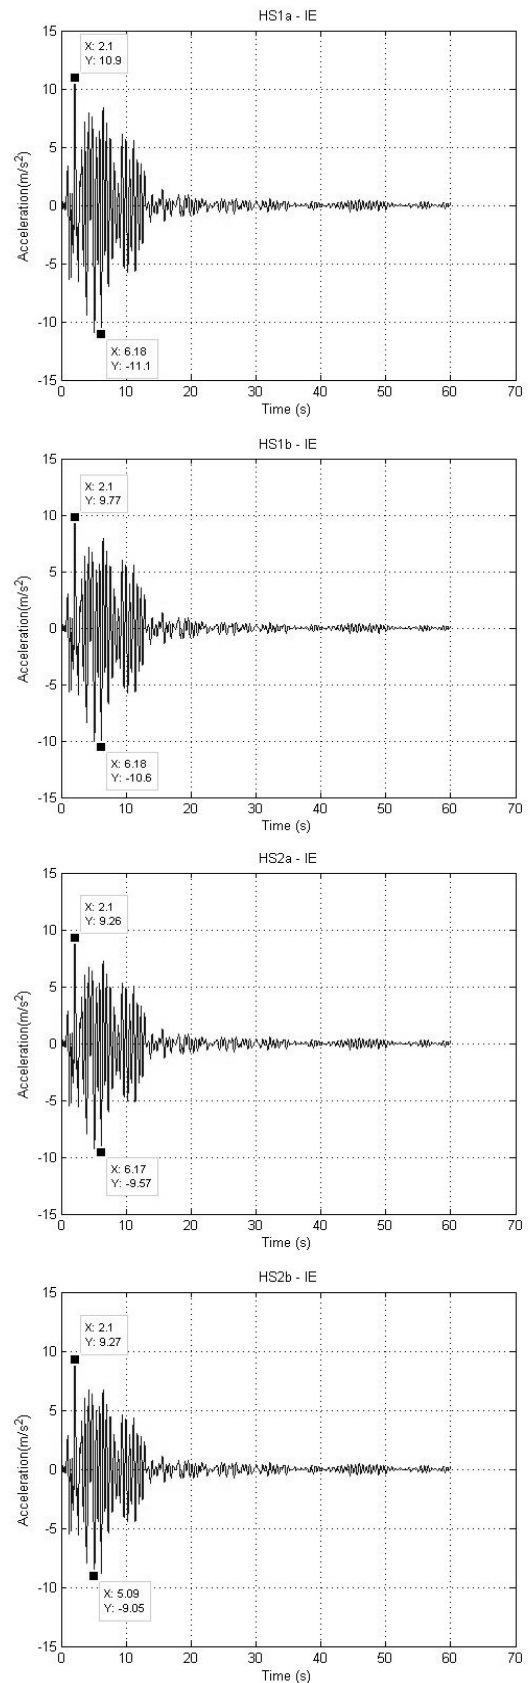 HS1a - IE
15
X: 2.1
Y: 10.9
10
5
Acceleration(m/s²)
0
-5
-10
X: 6.18
Y: -11.1
-15
0 10 20 30 40 50 60 70
Time (s)
HS1b - IE
15
X: 2.1
Y: 9.77
10
5
Acceleration(m/s²)
0
-5
-10
X: 6.18
Y: -10.6
-15
0 10 20 30 40 50 60 70
Time (s)
HS2a - IE
15
X: 2.1
Y: 9.26
10
5
Acceleration(m/s²)
0
-5
-10
X: 6.17
Y: -9.57
-15
0 10 20 30 40 50 60 70
Time (s)
HS2b - IE
15
X: 2.1
Y: 9.27
10
5
Acceleration(m/s²)
0
-5
-10
X: 5.09
Y: -9.05
-15
0 10 20 30 40 50 60 70
Time (s)